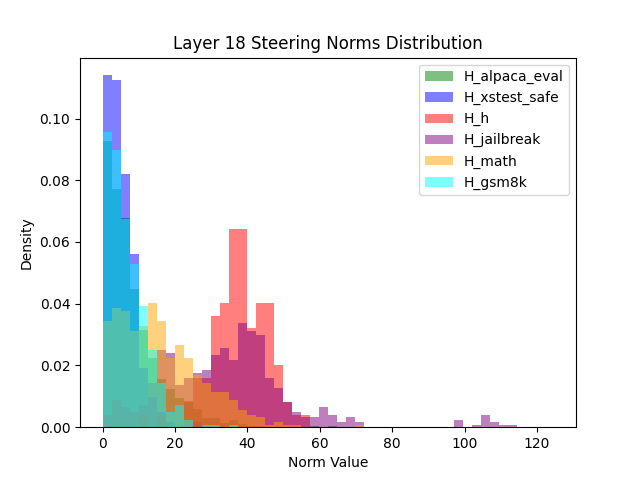 Layer 18 Steering Norms Distribution
H_alpaca_eval
H_xstest_safe
H_h
H_jailbreak
H_math
H_gsm8k
0.10
0.08
0.06
0.04
0.02
0.00
Density
0 20 40 60 80 100 120
Norm Value